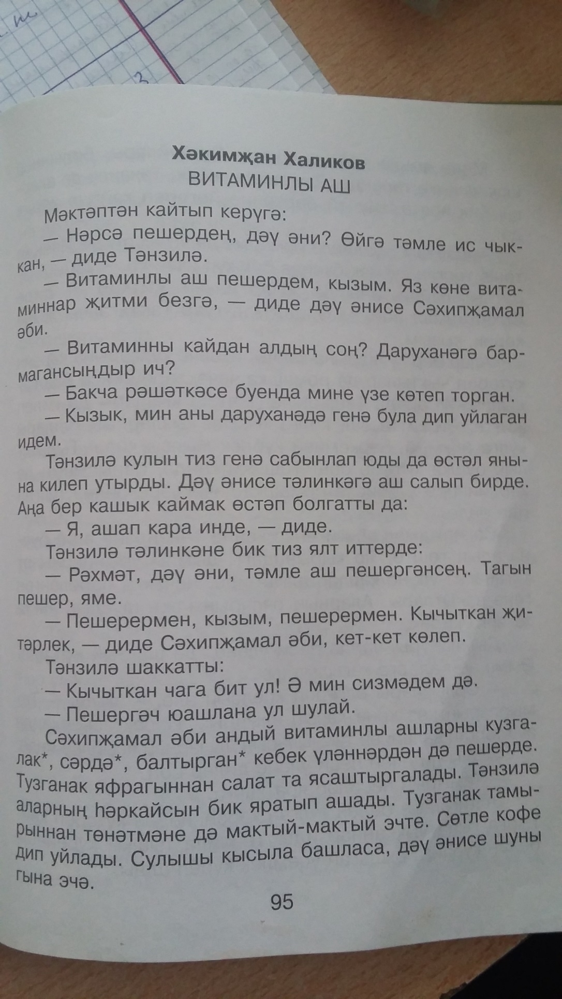 Хәкимҗан Халиков
ВИТАМИНЛЫ АШ
Мәктәптән кайтып керүгә:
— Нәрсә пешердең, дәү әни? Өйгә тәмле ис чык-
кан, — диде Тәнзилә.
— Витаминлы аш пешердем, кызым. Яз көне вита-
миннар җитми безгә, — диде дәү әнисе Сәхипҗамал
әби.
— Витаминны кайдан алдың соң? Даруханәгә бар-
магансыңдыр ич?
— Бакча рәшәткәсе буенда мине үзе көтеп торган.
— Кызык, мин аны даруханәдә генә була дип уйлаган
идем.
Тәнзилә кулын тиз генә сабынлап юды да өстәл яны-
на килеп утырды. Дәү әнисе тәлинкәгә аш салып бирде.
Аңа бер кашык каймак өстәп болгатты да:
— Я, ашап кара инде, — диде.
Тәнзилә тәлинкәне бик тиз ялт иттерде:
— Рәхмәт, дәү әни, тәмле аш пешергәнсең. Тагын
пешер, яме.
— Пешерермен, кызым, пешерермен. Кычыткан җи-
тәрлек, — диде Сәхипҗамал әби, кет-кет көлеп.
Тәнзилә шаккатты:
— Кычыткан чага бит ул! Ә мин сизмәдем дә.
— Пешергәч юашлана ул шулай.
Сәхипҗамал әби андый витаминлы ашларны кузга-
лак*, сәрдә*, балтырган* кебек үләннәрдән дә пешерде.
Тузганак яфрагыннан салат та ясаштыргалады. Тәнзилә
аларның һәркайсын бик яратып ашады. Тузганак тамы-
рыннан төнәтмәне дә мактый-мактый эчте. Сөтле кофе
дип уйлады. Сулышы кысыла башласа, дәү әнисе шуны
гына эчә.
95
3